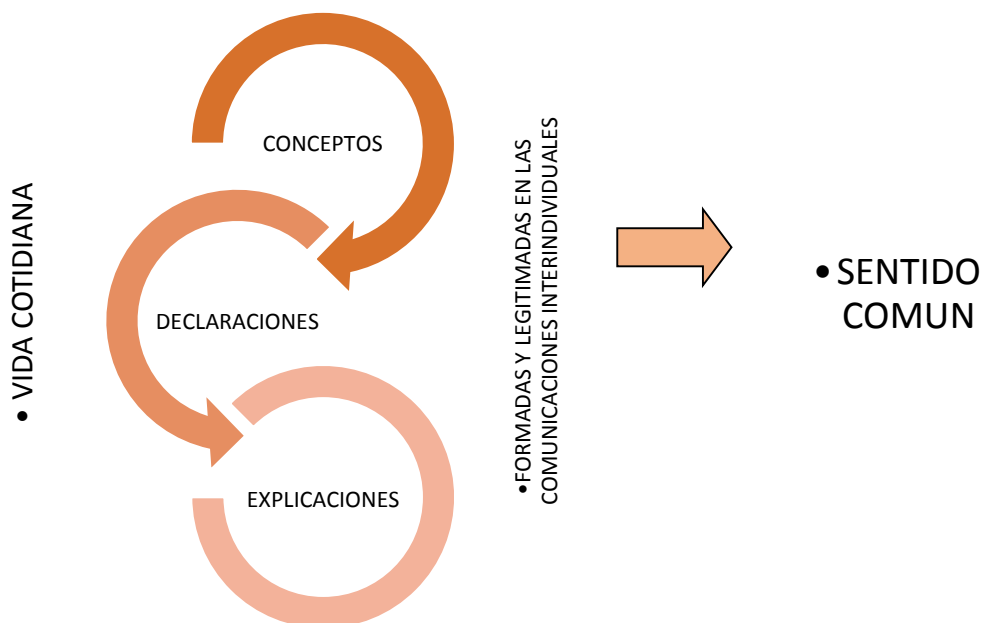 • VIDA COTIDIANA
CONCEPTOS
DECLARACIONES
EXPLICACIONES
•FORMADAS Y LEGITIMADAS EN LAS
COMUNICACIONES INTERINDIVIDUALES
• SENTIDO
COMUN